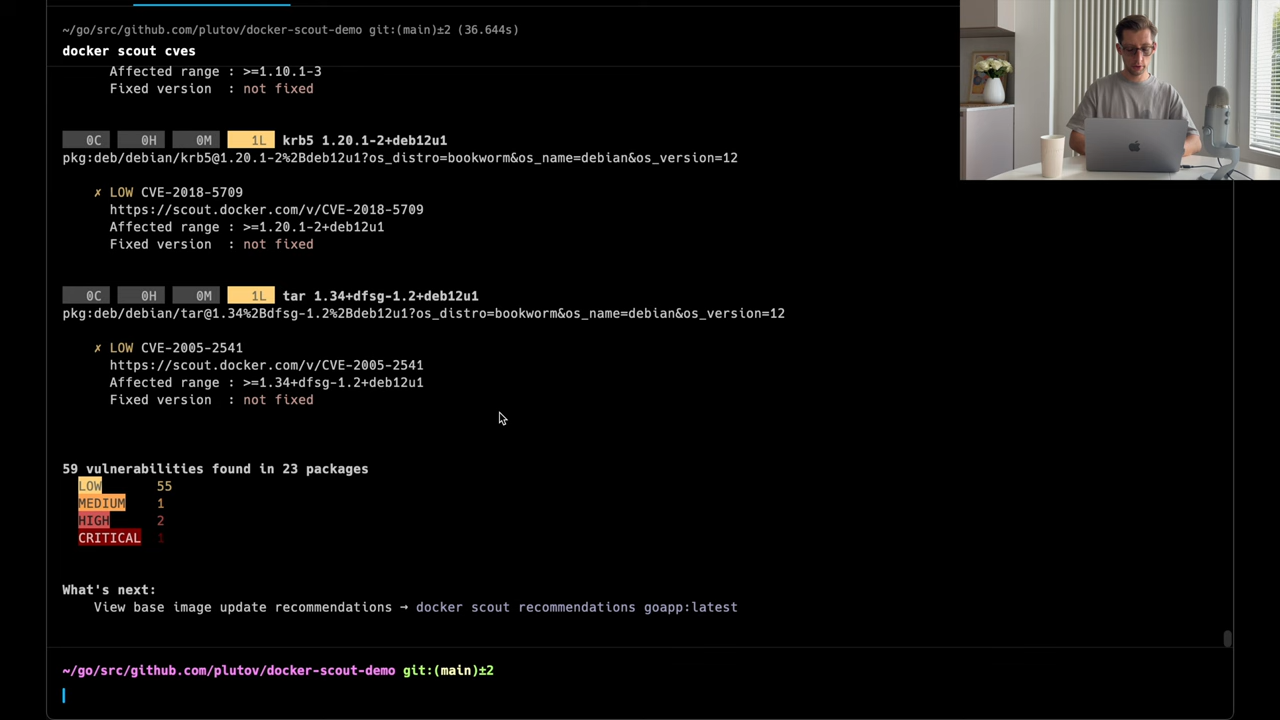 ~/go/src/github.com/plutov/docker-scout-demo git:(main)±2 (36.644s)
docker scout cves
Affected range : >=1.10.1-3
Fixed version  : not fixed
0C 0H 0M 1L krb5 1.20.1-2+deb12u1
pkg:deb/debian/krb5@1.20.1-2%2Bdeb12u1?os_distro=bookworm&os_name=debian&os_version=12
✗ LOW CVE-2018-5709
https://scout.docker.com/v/CVE-2018-5709
Affected range : >=1.20.1-2+deb12u1
Fixed version  : not fixed
0C 0H 0M 1L tar 1.34+dfsg-1.2+deb12u1
pkg:deb/debian/tar@1.34%2Bdfsg-1.2%2Bdeb12u1?os_distro=bookworm&os_name=debian&os_version=12
✗ LOW CVE-2005-2541
https://scout.docker.com/v/CVE-2005-2541
Affected range : >=1.34+dfsg-1.2+deb12u1
Fixed version  : not fixed
59 vulnerabilities found in 23 packages
LOW 55
MEDIUM 1
HIGH 2
CRITICAL 1
What's next:
View base image update recommendations → docker scout recommendations goapp:latest
~/go/src/github.com/plutov/docker-scout-demo git:(main)±2